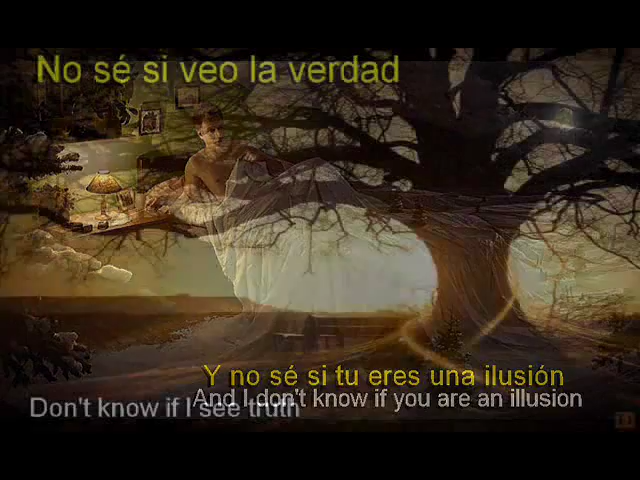 No sé si veo la verdad
Y no sé si tu eres una ilusión
And I don't know if you are an illusion
Don't know if I see truth